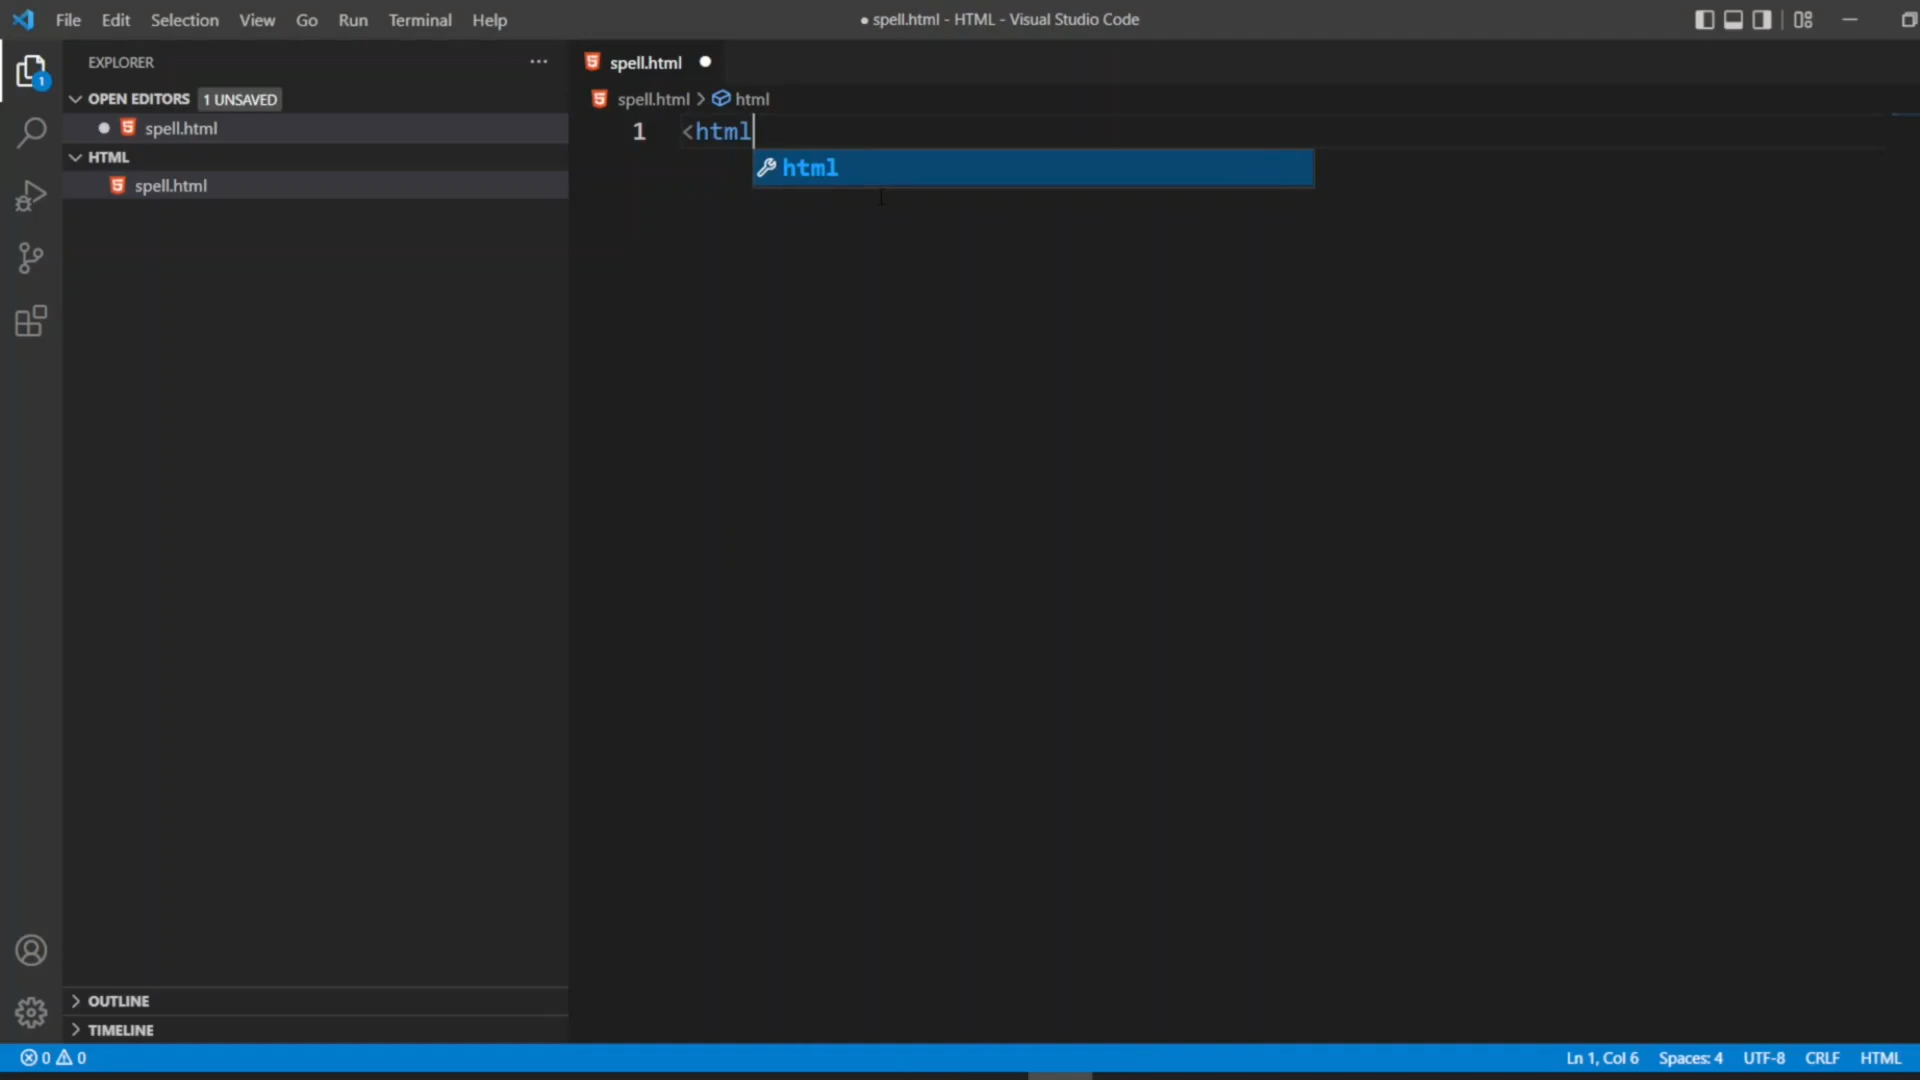 File Edit Selection View Go Run Terminal Help
● spell.html - HTML - Visual Studio Code
EXPLORER
OPEN EDITORS 1 UNSAVED
spell.html
HTML
spell.html
OUTLINE
TIMELINE
1
spell.html
spell.html > html
1 <html
html
0 0
Ln 1, Col 6 Spaces: 4 UTF-8 CRLF HTML